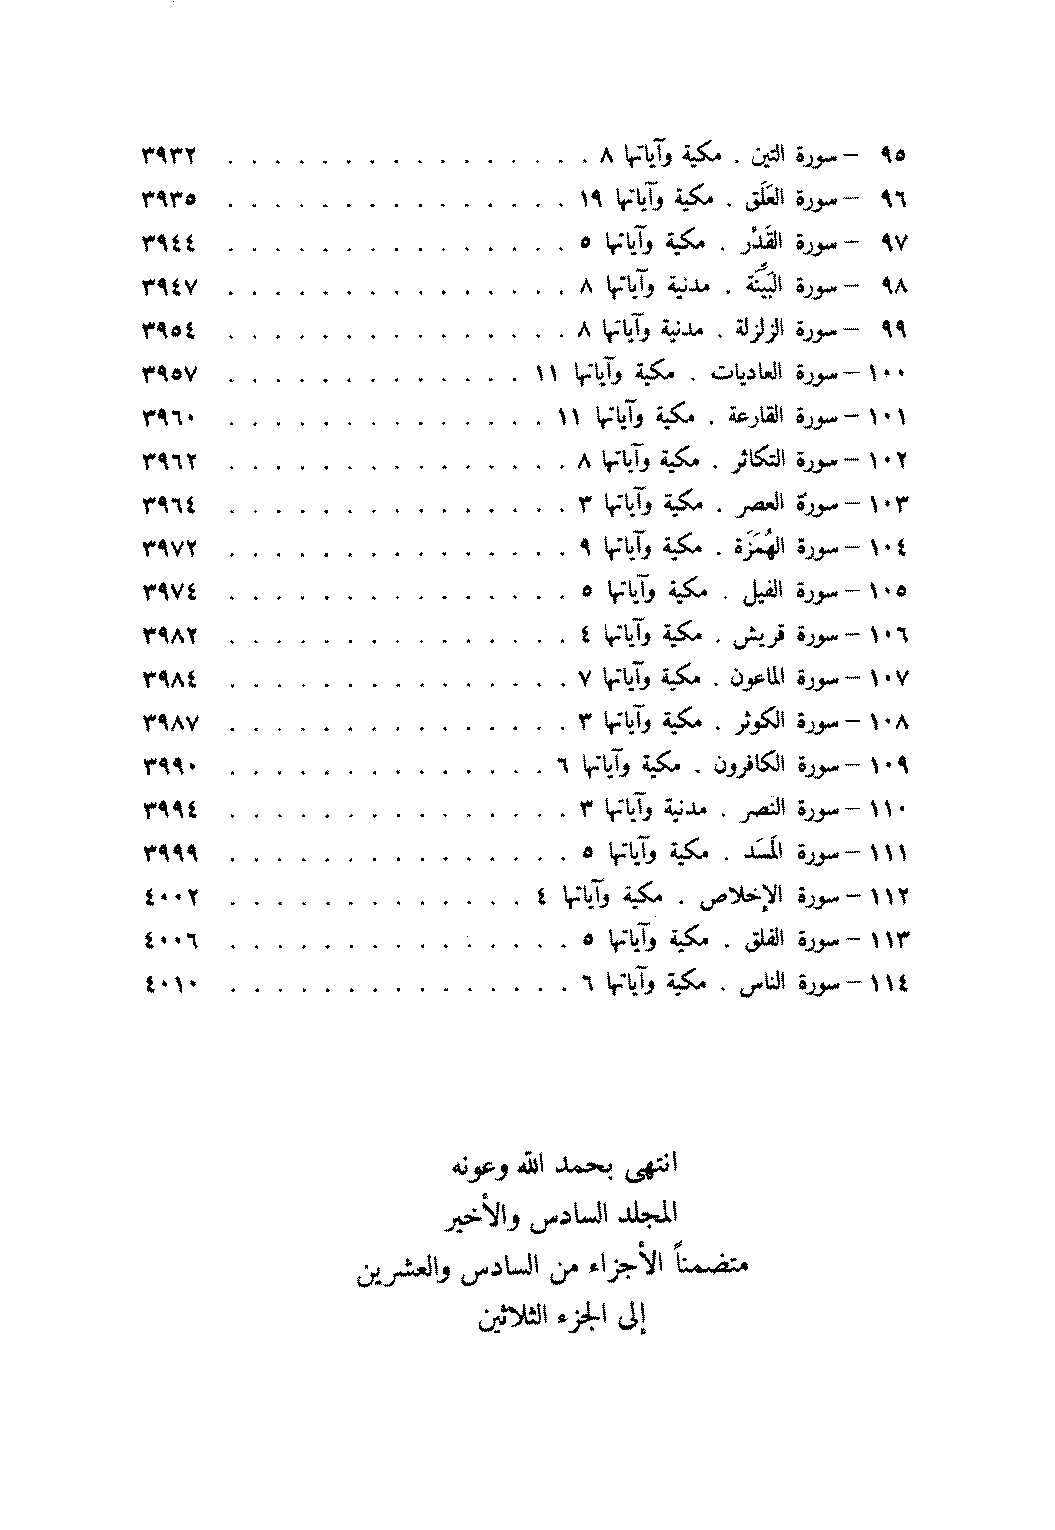 ٩٥ – سورة التين . مكية وآياتها ٨ . . . . . . . . . . . . . . . . ٣٩٣٢
٩٦ – سورة العَلَق . مكية وآياتها ١٩ . . . . . . . . . . . . . . . ٣٩٣٥
٩٧ – سورة القَدْر . مكية وآياتها ٥ . . . . . . . . . . . . . . . ٣٩٤٤
٩٨ – سورة البَيِّنَة . مدنية وآياتها ٨ . . . . . . . . . . . . . . . ٣٩٤٧
٩٩ – سورة الزلزلة . مدنية وآياتها ٨ . . . . . . . . . . . . . . . ٣٩٥٤
١٠٠ – سورة العاديات . مكية وآياتها ١١ . . . . . . . . . . . . . ٣٩٥٧
١٠١ – سورة القارعة . مكية وآياتها ١١ . . . . . . . . . . . . . . ٣٩٦٠
١٠٢ – سورة التكاثر . مكية وآياتها ٨ . . . . . . . . . . . . . . . ٣٩٦٢
١٠٣ – سورة العصر . مكية وآياتها ٣ . . . . . . . . . . . . . . . ٣٩٦٤
١٠٤ – سورة الهُمَزَة . مكية وآياتها ٩ . . . . . . . . . . . . . . . ٣٩٧٢
١٠٥ – سورة الفيل . مكية وآياتها ٥ . . . . . . . . . . . . . . . ٣٩٧٤
١٠٦ – سورة قريش . مكية وآياتها ٤ . . . . . . . . . . . . . . . ٣٩٨٢
١٠٧ – سورة الماعون . مكية وآياتها ٧ . . . . . . . . . . . . . . . ٣٩٨٤
١٠٨ – سورة الكوثر . مكية وآياتها ٣ . . . . . . . . . . . . . . . ٣٩٨٧
١٠٩ – سورة الكافرون . مكية وآياتها ٦ . . . . . . . . . . . . . . ٣٩٩٠
١١٠ – سورة النصر . مدنية وآياتها ٣ . . . . . . . . . . . . . . . ٣٩٩٤
١١١ – سورة المَسَد . مكية وآياتها ٥ . . . . . . . . . . . . . . . ٣٩٩٩
١١٢ – سورة الإخلاص . مكية وآياتها ٤ . . . . . . . . . . . . . ٤٠٠٢
١١٣ – سورة الفلق . مكية وآياتها ٥ . . . . . . . . . . . . . . . ٤٠٠٦
١١٤ – سورة الناس . مكية وآياتها ٦ . . . . . . . . . . . . . . . ٤٠١٠
انتهى بحمد الله وعونه
المجلد السادس والأخير
متضمناً الأجزاء من السادس والعشرين
إلى الجزء الثلاثين